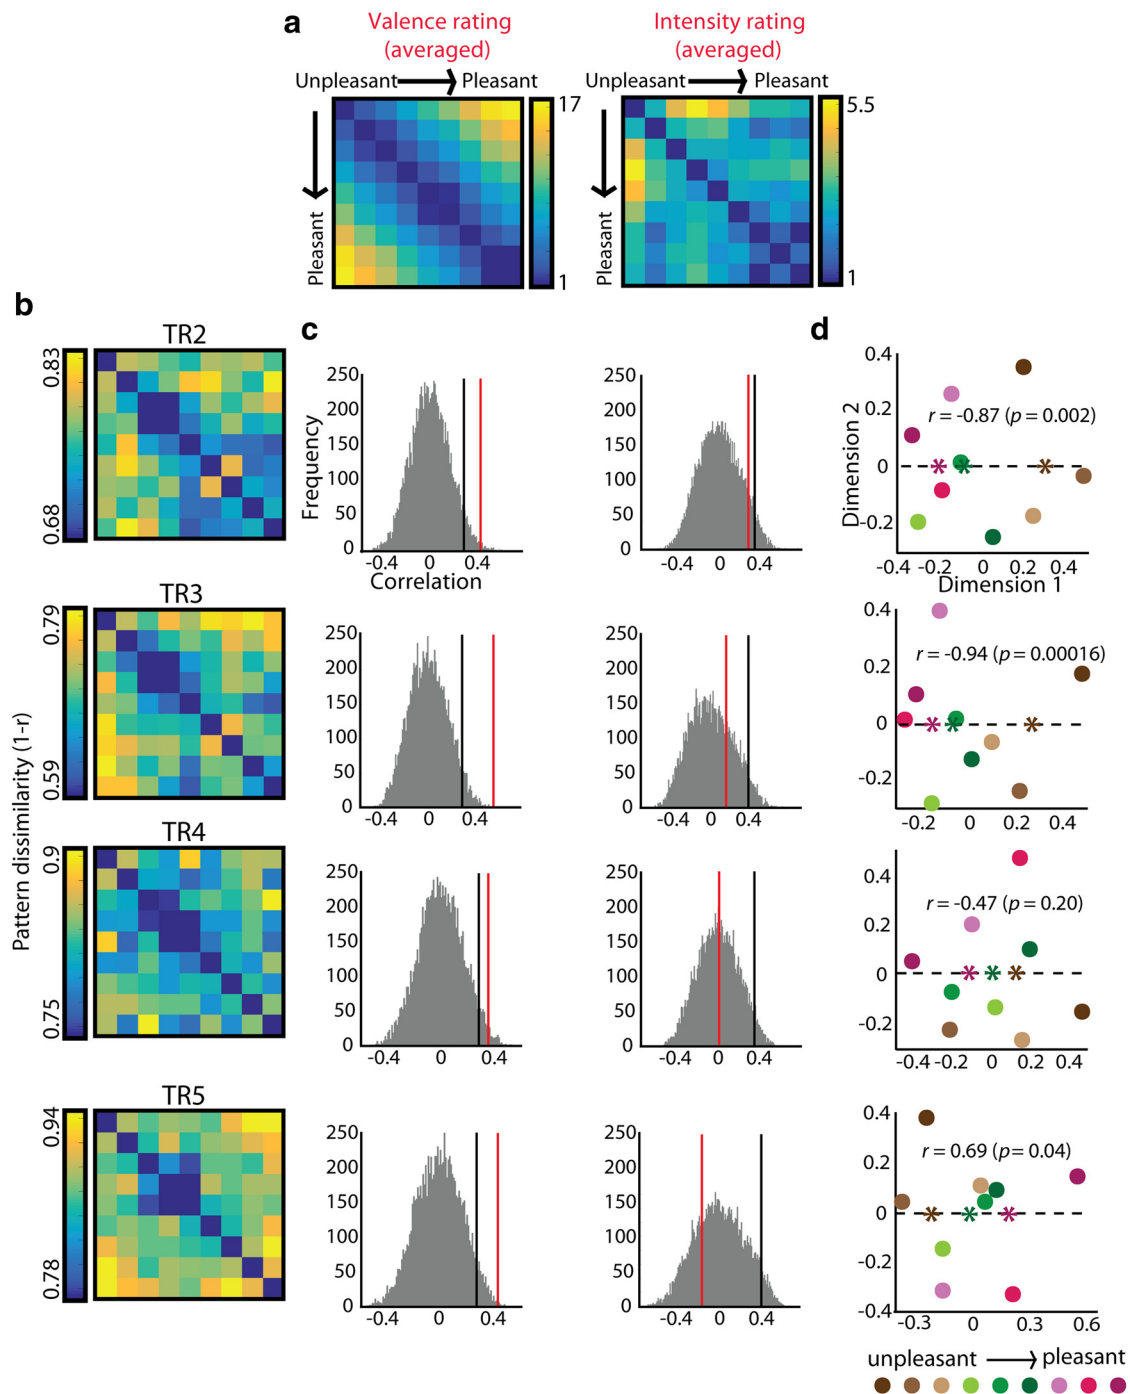 a
Valence rating
(averaged)
Unpleasant Pleasant
Pleasant
17
1
Intensity rating
(averaged)
Unpleasant Pleasant
Pleasant
5.5
1
b
Pattern dissimilarity (1-r)
TR2
0.83
0.68
TR3
0.79
0.59
TR4
0.9
0.75
TR5
0.94
0.78
c
Frequency
250
200
150
100
50
0
-0.4 0 0.4
Correlation
250
200
150
100
50
0
-0.4 0 0.4
250
200
150
100
50
0
-0.4 0 0.4
250
200
150
100
50
0
-0.4 0 0.4
250
200
150
100
50
0
-0.4 0 0.4
250
200
150
100
50
0
-0.4 0 0.4
250
200
150
100
50
0
-0.4 0 0.4
250
200
150
100
50
0
-0.4 0 0.4
d
Dimension 2
0.4
0.2
0
-0.2
r = -0.87 (p = 0.002)
* * *
-0.4 -0.2 0 0.2 0.4
Dimension 1
0.4
0.2
0
-0.2
r = -0.94 (p = 0.00016)
* * *
-0.2 0 0.2 0.4
0.4
0.2
0
-0.2
r = -0.47 (p = 0.20)
* * *
-0.4 -0.2 0 0.2 0.4
0.4
0.2
0
-0.2
-0.4
r = 0.69 (p = 0.04)
* * *
-0.3 0 0.3 0.6
unpleasant pleasant